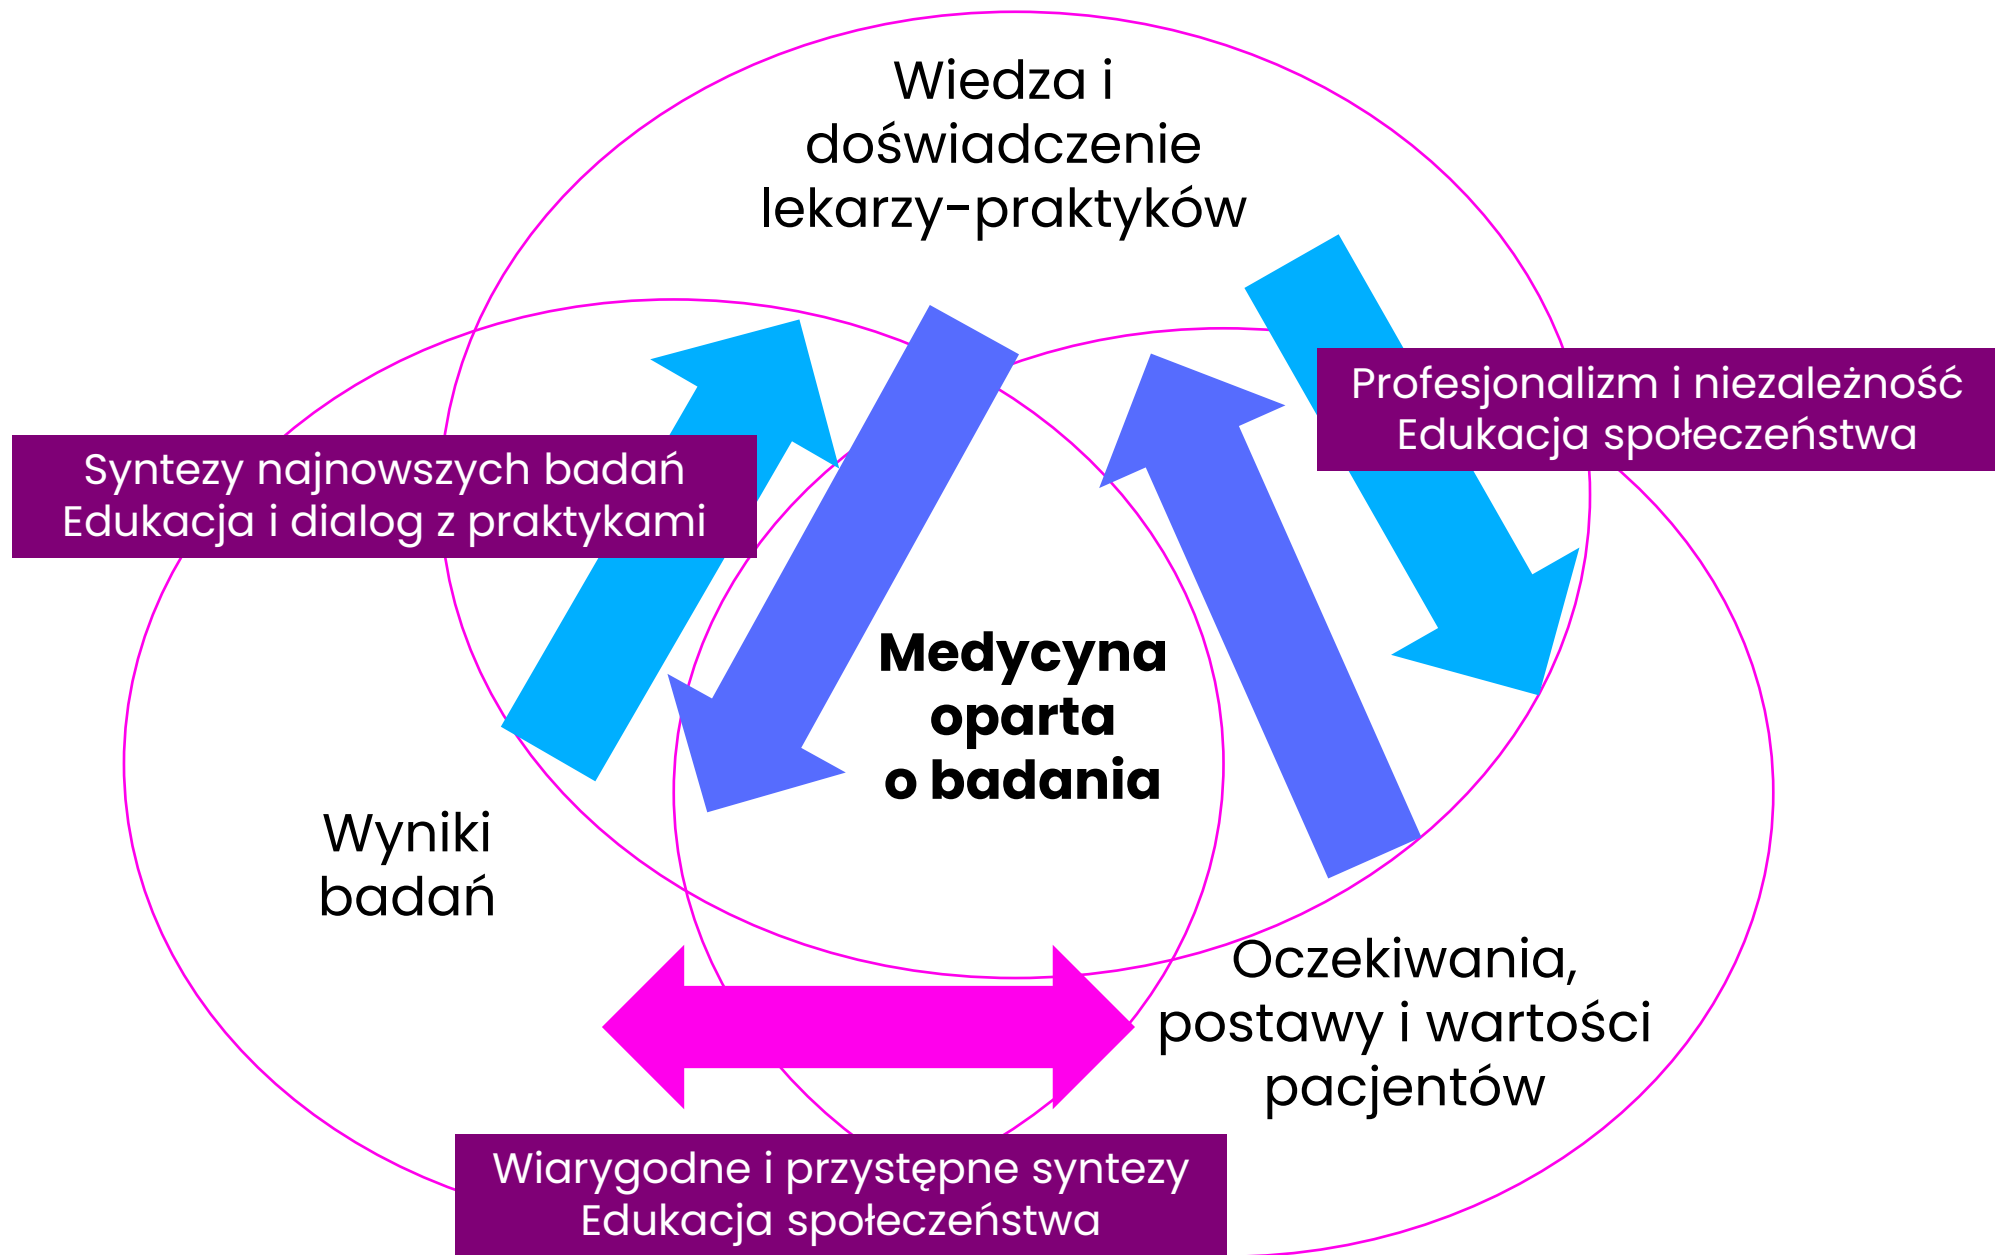 Wiedza i
doświadczenie
lekarzy-praktyków
Profesjonalizm i niezależność
Edukacja społeczeństwa
Syntezy najnowszych badań
Edukacja i dialog z praktykami
Medycyna
oparta
o badania
Wyniki
badań
Oczekiwania,
postawy i wartości
pacjentów
Wiarygodne i przystępne syntezy
Edukacja społeczeństwa